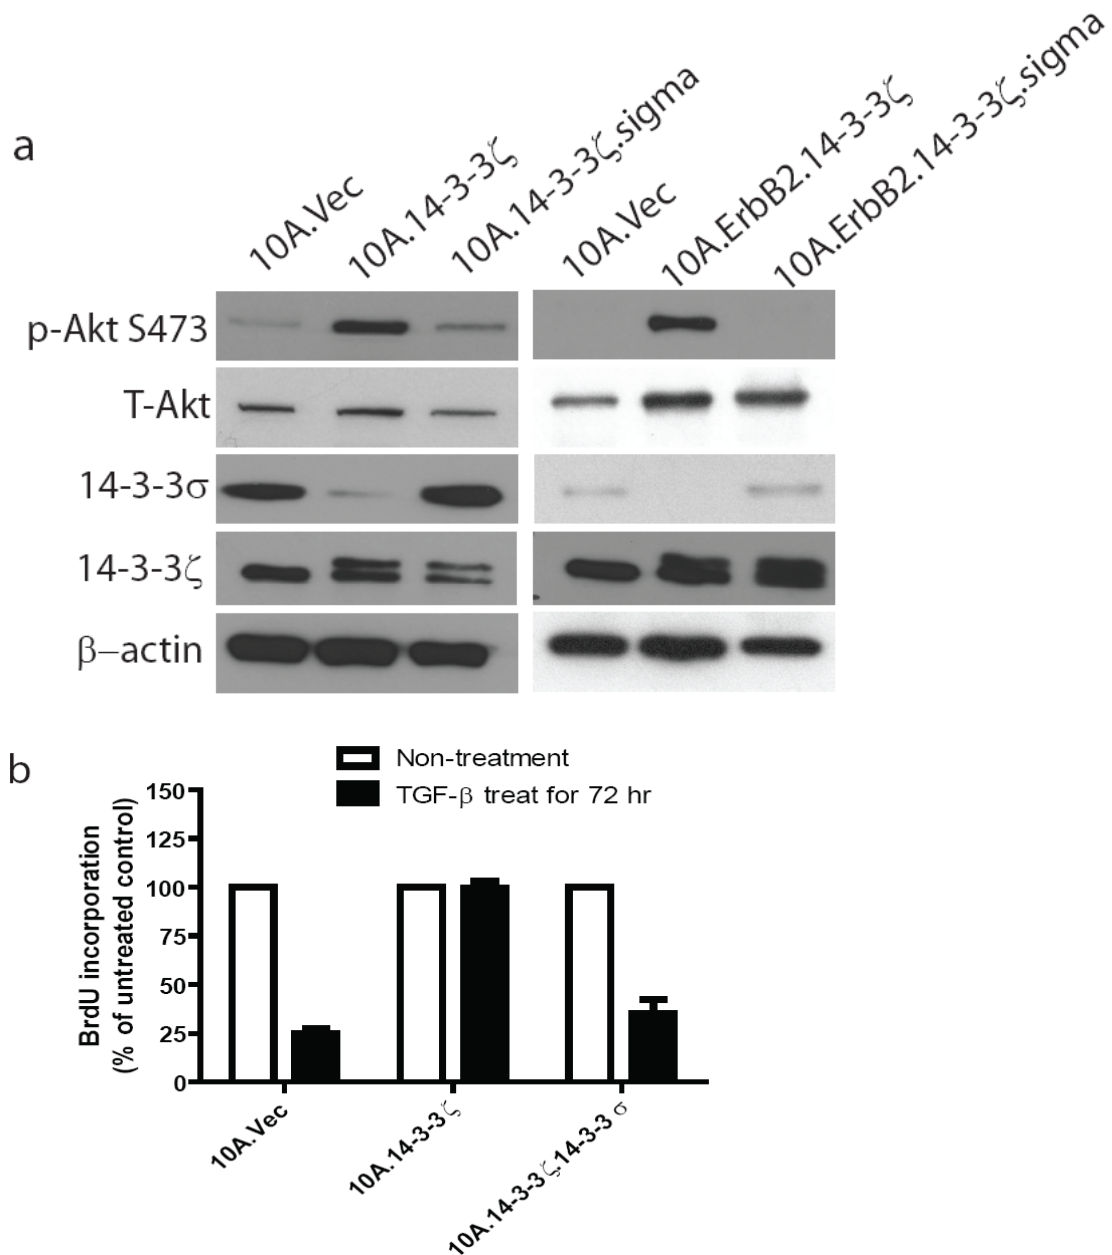 a
10A.Vec
10A.14-3-3ζ
10A.14-3-3ζ.sigma
10A.Vec
10A.ErbB2.14-3-3ζ
10A.ErbB2.14-3-3ζ.sigma
p-Akt S473
T-Akt
14-3-3σ
14-3-3ζ
β–actin
b
Non-treatment
TGF-β treat for 72 hr
BrdU incorporation
(% of untreated control)
150
125
100
75
50
25
0
10A.Vec
10A.14-3-3ζ
10A.14-3-3ζ.14-3-3 σ